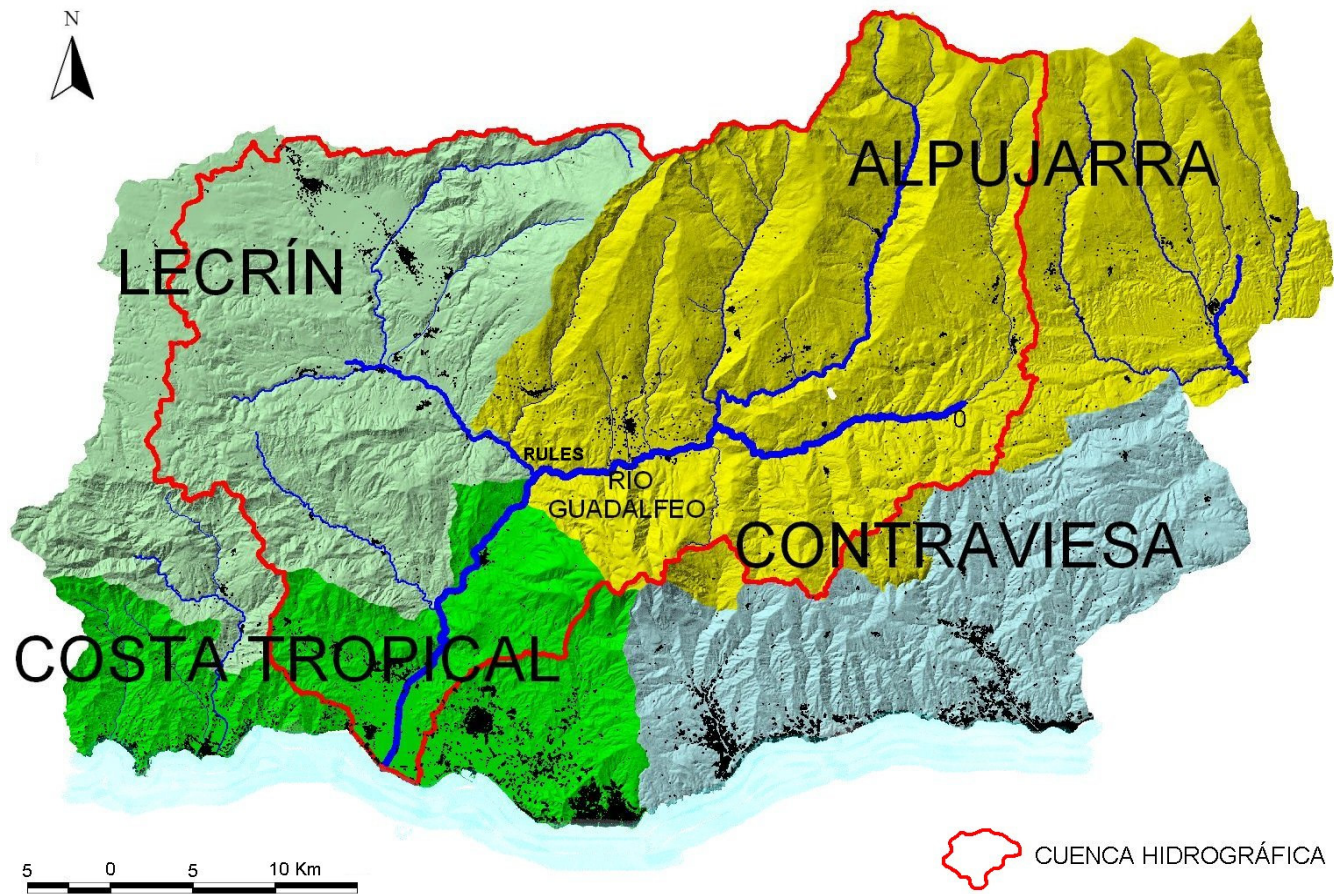 N
ALPUJARRA
LECRÍN
0
RULES
RIO
GUADALFEO
CONTRAVIESA
COSTA TROPICAL
5 0 5 10 Km
CUENCA HIDROGRÁFICA